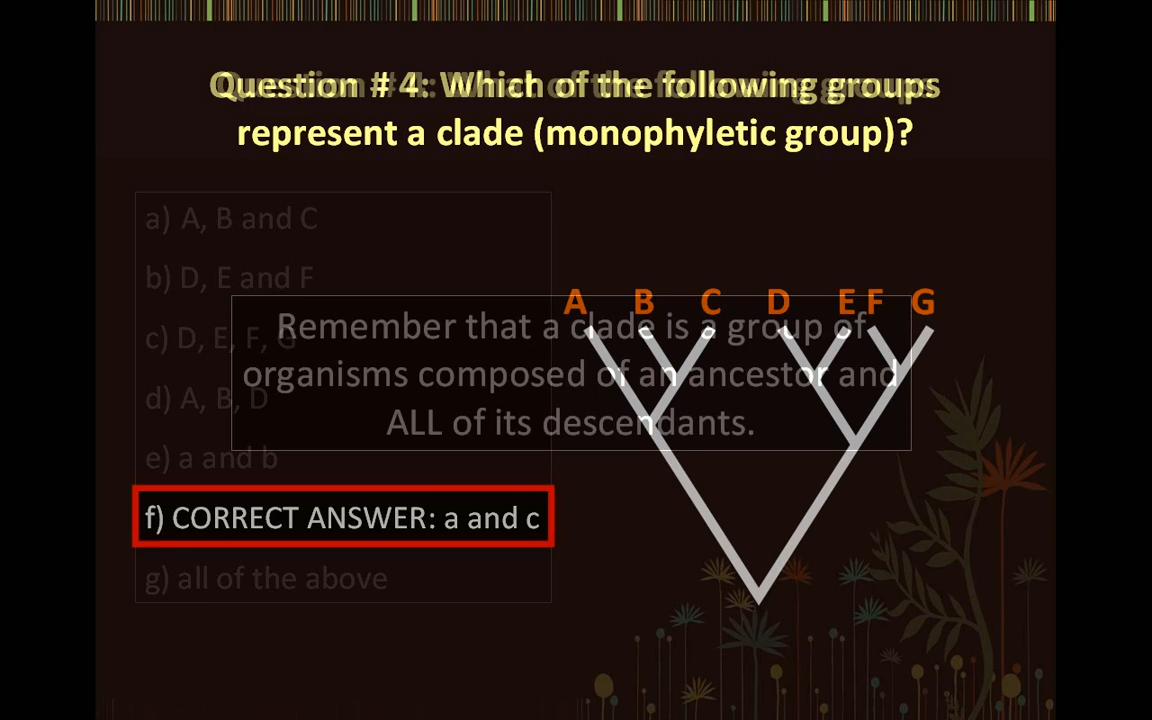 Question # 4: Which of the following groups
represent a clade (monophyletic group)?
a) A, B and C
b) D, E and F
c) D, E, F, G
d) A, B, D
e) a and b
f) CORRECT ANSWER: a and c
g) all of the above
Remember that a clade is a group of
organisms composed of an ancestor and
ALL of its descendants.
A B C D E F G